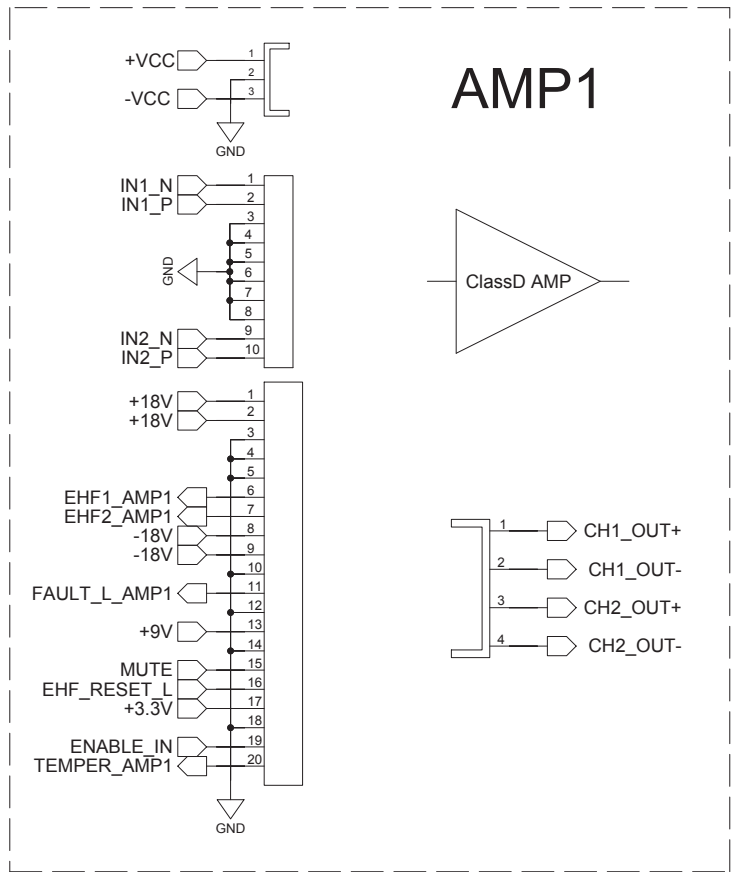 AMP1
+VCC 1
2
-VCC 3
GND
IN1_N 1
IN1_P 2
3
4
5
GND
6
7
8
IN2_N 9
IN2_P 10
ClassD AMP
+18V 1
+18V 2
3
4
5
EHF1_AMP1 6
EHF2_AMP1 7
-18V 8
-18V 9
10
FAULT_L_AMP1 11
12
+9V 13
14
MUTE 15
EHF_RESET_L 16
+3.3V 17
18
ENABLE_IN 19
TEMPER_AMP1 20
GND
1 CH1_OUT+
2 CH1_OUT-
3 CH2_OUT+
4 CH2_OUT-